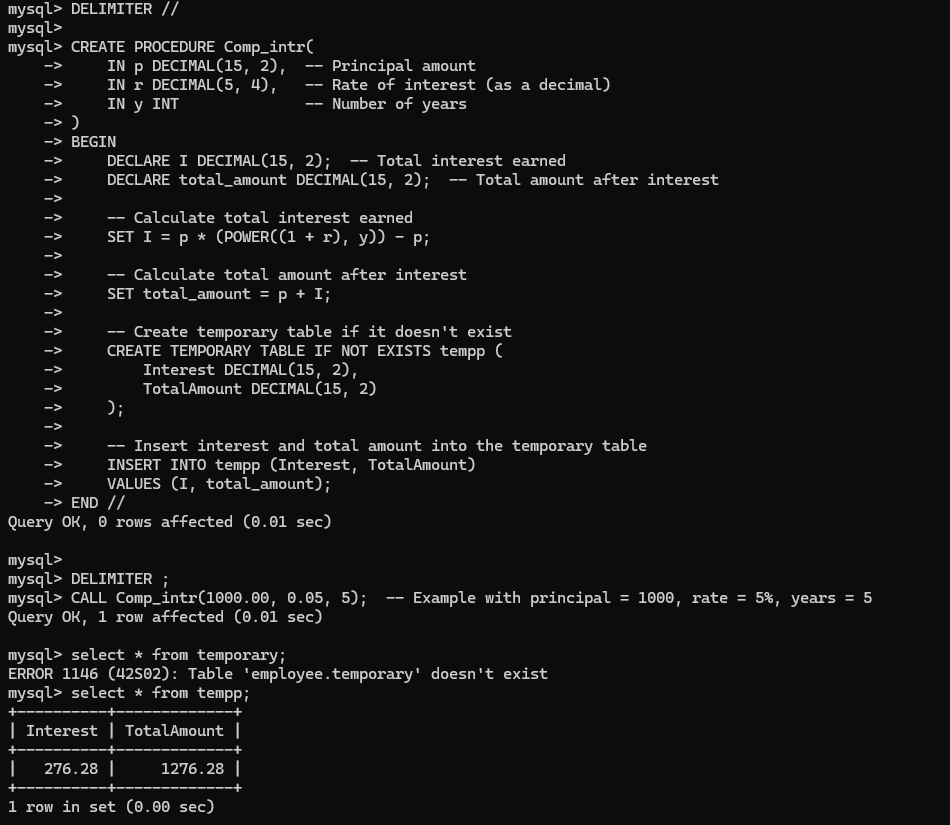 mysql> DELIMITER //
mysql>
mysql> CREATE PROCEDURE Comp_intr(
    ->     IN p DECIMAL(15, 2),  -- Principal amount
    ->     IN r DECIMAL(5, 4),   -- Rate of interest (as a decimal)
    ->     IN y INT              -- Number of years
    -> )
    -> BEGIN
    ->     DECLARE I DECIMAL(15, 2);  -- Total interest earned
    ->     DECLARE total_amount DECIMAL(15, 2);  -- Total amount after interest
    ->
    ->     -- Calculate total interest earned
    ->     SET I = p * (POWER((1 + r), y)) - p;
    ->
    ->     -- Calculate total amount after interest
    ->     SET total_amount = p + I;
    ->
    ->     -- Create temporary table if it doesn't exist
    ->     CREATE TEMPORARY TABLE IF NOT EXISTS tempp (
    ->         Interest DECIMAL(15, 2),
    ->         TotalAmount DECIMAL(15, 2)
    ->     );
    ->
    ->     -- Insert interest and total amount into the temporary table
    ->     INSERT INTO tempp (Interest, TotalAmount)
    ->     VALUES (I, total_amount);
    -> END //
Query OK, 0 rows affected (0.01 sec)

mysql>
mysql> DELIMITER ;
mysql> CALL Comp_intr(1000.00, 0.05, 5);  -- Example with principal = 1000, rate = 5%, years = 5
Query OK, 1 row affected (0.01 sec)

mysql> select * from temporary;
ERROR 1146 (42S02): Table 'employee.temporary' doesn't exist
mysql> select * from tempp;
+----------+-------------+
| Interest | TotalAmount |
+----------+-------------+
|   276.28 |     1276.28 |
+----------+-------------+
1 row in set (0.00 sec)